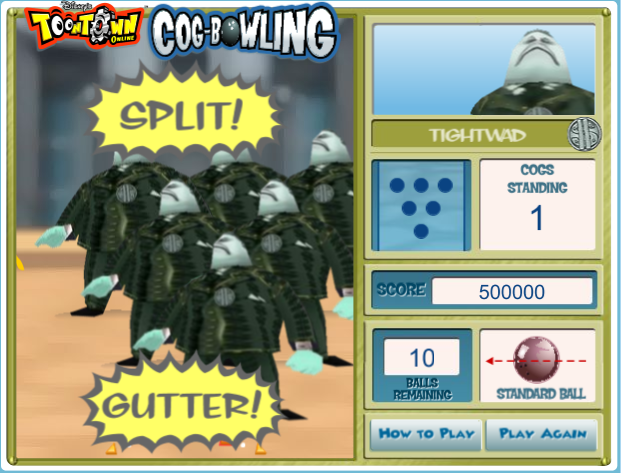 Disney's
TOONTOWN
ONLINE
COG-BOWLING
SPLIT!
GUTTER!
TIGHTWAD
COGS
STANDING
1
SCORE
500000
10
BALLS
REMAINING
STANDARD BALL
HOW TO PLAY
PLAY AGAIN